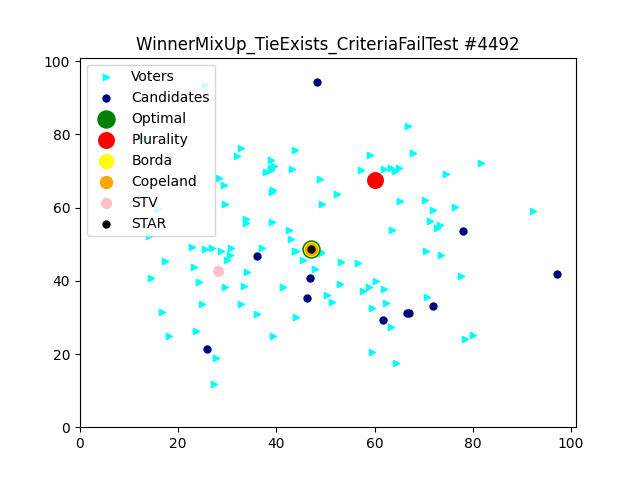 WinnerMixUp_TieExists_CriteriaFailTest #4492
100
80
60
40
20
0
0 20 40 60 80 100
Voters
Candidates
Optimal
Plurality
Borda
Copeland
STV
STAR